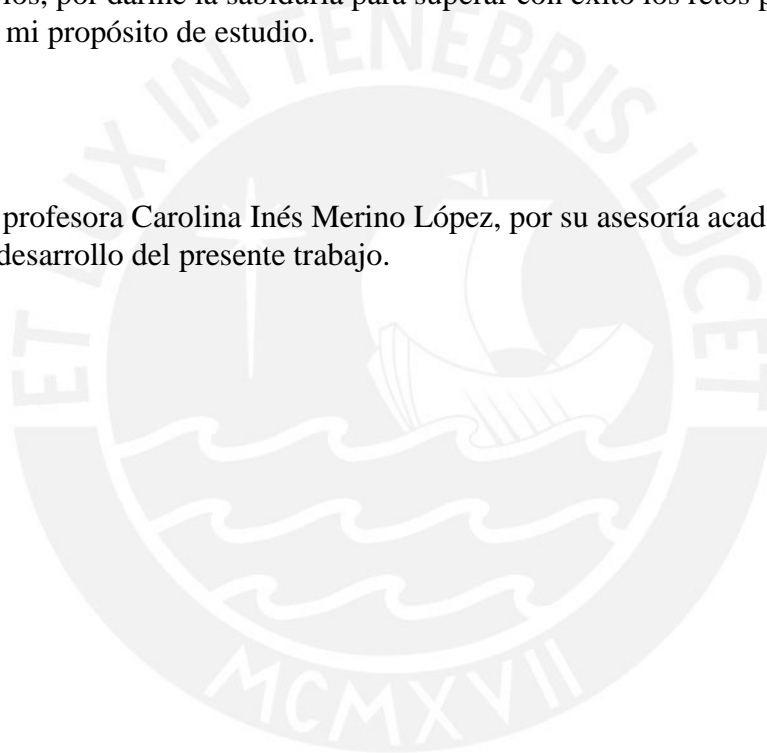 ios, por darme la sabiduría para superar con éxito los retos p
mi propósito de estudio.
profesora Carolina Inés Merino López, por su asesoría acad
desarrollo del presente trabajo.
ET LUX IN TENEBRIS LUCET
MCMXVII